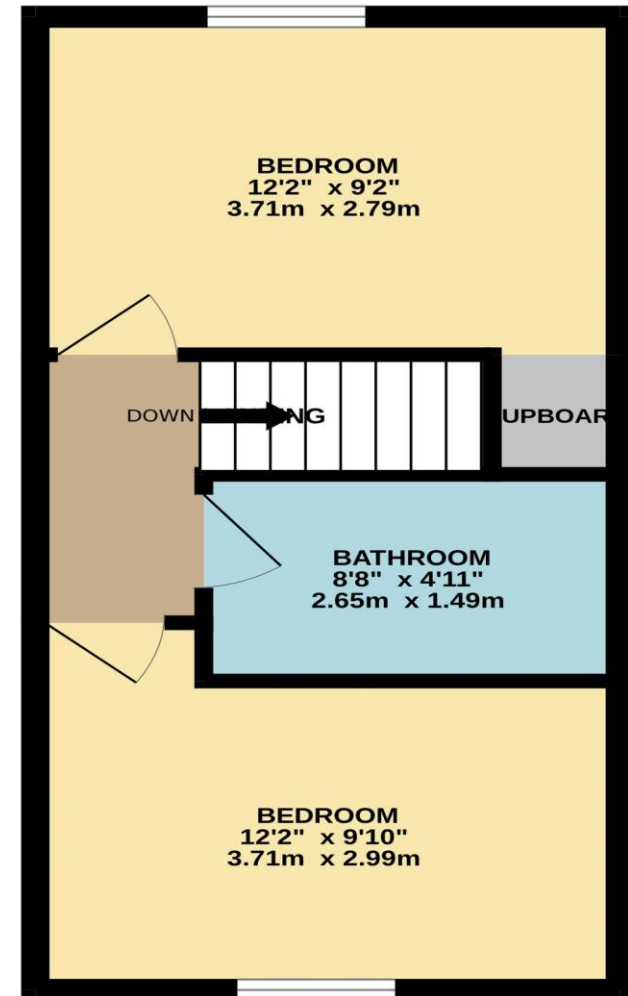 BEDROOM
12'2" x 9'2"
3.71m x 2.79m
DOWN
UPBOAR
BATHROOM
8'8" x 4'11"
2.65m x 1.49m
BEDROOM
12'2" x 9'10"
3.71m x 2.99m